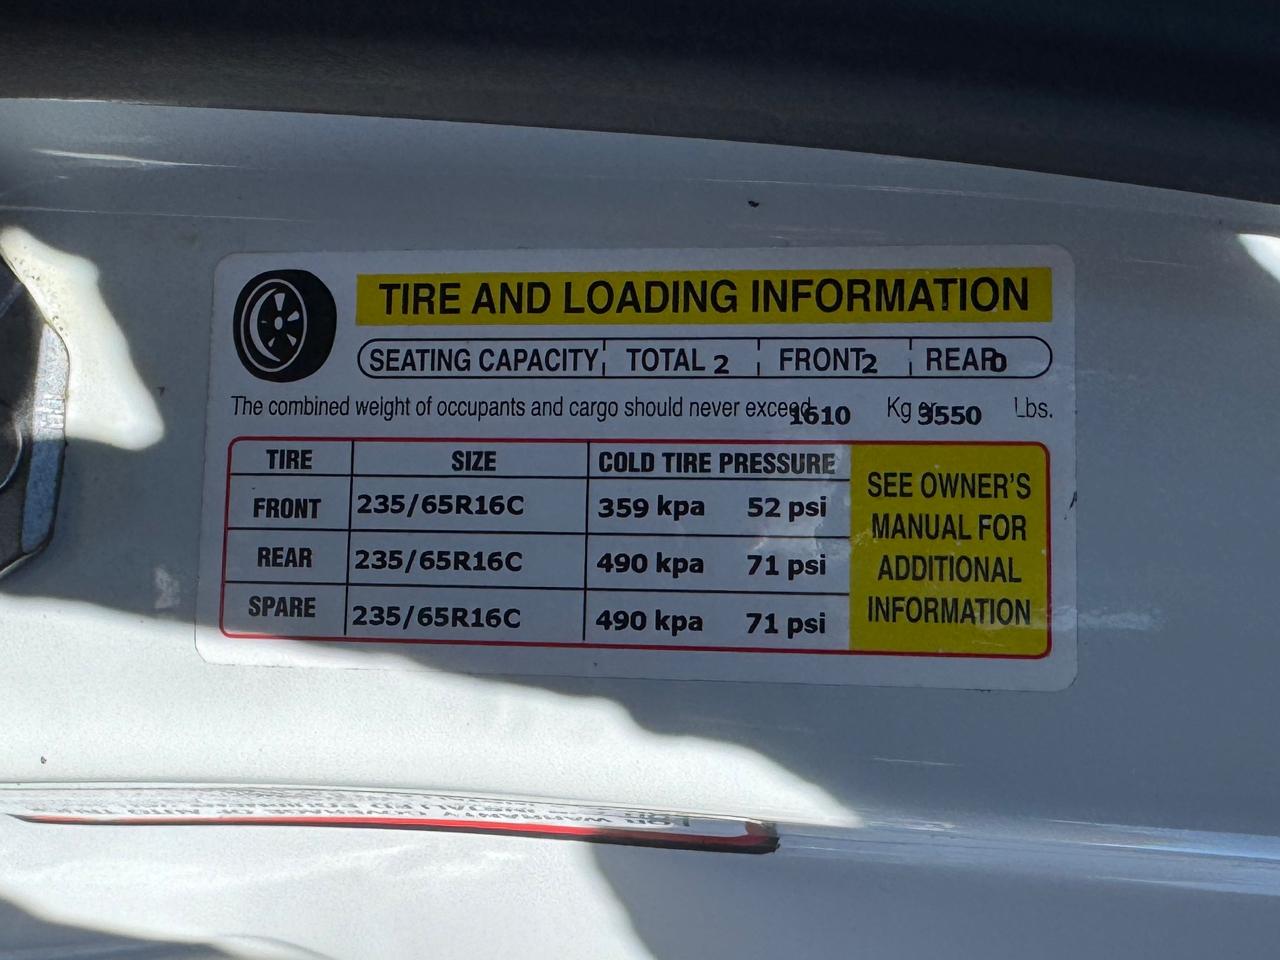 TIRE AND LOADING INFORMATION
SEATING CAPACITY TOTAL 2 FRONT 2 REAR 0
The combined weight of occupants and cargo should never exceed 1610 Kg or 3550 Lbs.
TIRE SIZE COLD TIRE PRESSURE
FRONT 235/65R16C 359 kpa 52 psi
REAR 235/65R16C 490 kpa 71 psi
SPARE 235/65R16C 490 kpa 71 psi
SEE OWNER'S
MANUAL FOR
ADDITIONAL
INFORMATION
FOR WARRANTY COVERAGE